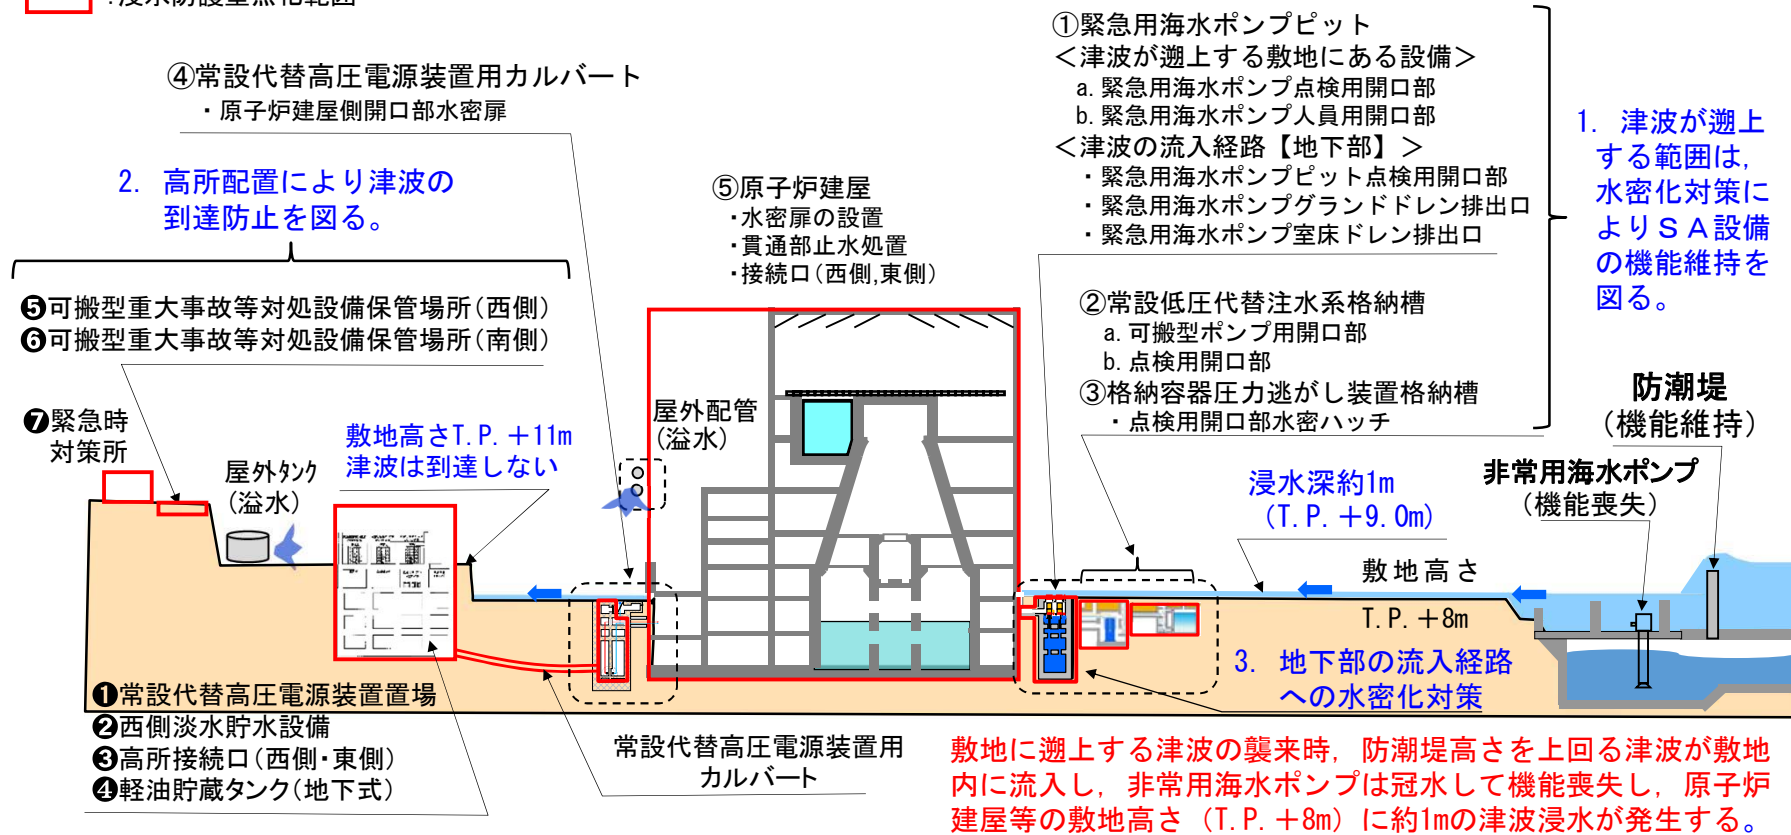 :浸水防護重点化範囲
④常設代替高圧電源装置用カルバート
・原子炉建屋側開口部水密扉
2. 高所配置により津波の
到達防止を図る。
❺可搬型重大事故等対処設備保管場所(西側)
❻可搬型重大事故等対処設備保管場所(南側)
❼緊急時
対策所
屋外タンク
(溢水)
敷地高さT.P.+11m
津波は到達しない
屋外配管
(溢水)
⑤原子炉建屋
・水密扉の設置
・貫通部止水処置
・接続口(西側,東側)
①緊急用海水ポンプピット
<津波が遡上する敷地にある設備>
a. 緊急用海水ポンプ点検用開口部
b. 緊急用海水ポンプ人員用開口部
<津波の流入経路【地下部】>
・緊急用海水ポンプピット点検用開口部
・緊急用海水ポンプグランドドレン排出口
・緊急用海水ポンプ室床ドレン排出口
②常設低圧代替注水系格納槽
a. 可搬型ポンプ用開口部
b. 点検用開口部
③格納容器圧力逃がし装置格納槽
・点検用開口部水密ハッチ
1. 津波が遡上
する範囲は,
水密化対策に
よりSA設備
の機能維持を
図る。
防潮堤
(機能維持)
非常用海水ポンプ
(機能喪失)
浸水深約1m
(T.P.+9.0m)
敷地高さ
T.P.+8m
3. 地下部の流入経路
への水密化対策
❶常設代替高圧電源装置置場
❷西側淡水貯水設備
❸高所接続口(西側・東側)
❹軽油貯蔵タンク(地下式)
常設代替高圧電源装置用
カルバート
敷地に遡上する津波の襲来時, 防潮堤高さを上回る津波が敷地
内に流入し, 非常用海水ポンプは冠水して機能喪失し, 原子炉
建屋等の敷地高さ(T.P.+8m)に約1mの津波浸水が発生する。